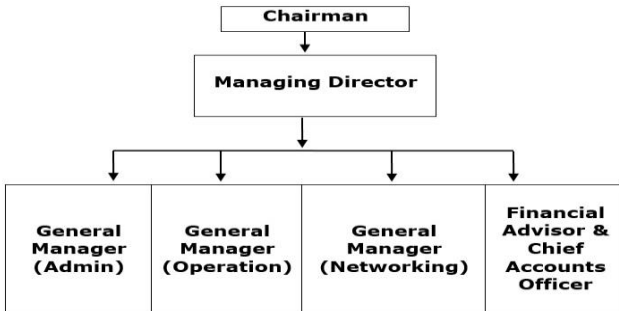 Chairman
Managing Director
General
Manager
(Admin)
General
Manager
(Operation)
General
Manager
(Networking)
Financial
Advisor &
Chief
Accounts
Officer